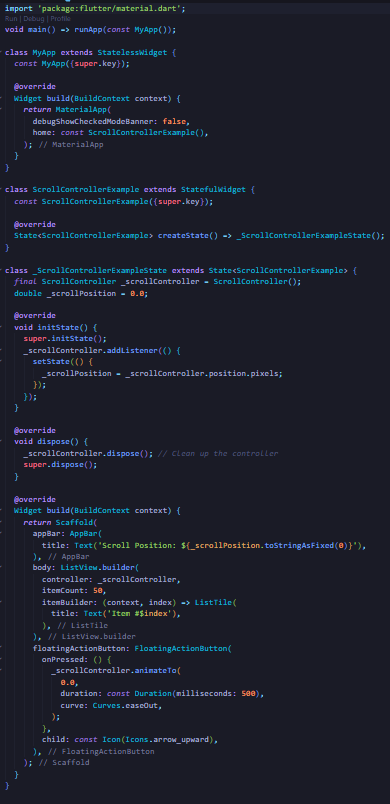 import 'package:flutter/material.dart';
Run | Debug | Profile
void main() => runApp(const MyApp());
class MyApp extends StatelessWidget {
  const MyApp({super.key});
  @override
  Widget build(BuildContext context) {
    return MaterialApp(
      debugShowCheckedModeBanner: false,
      home: const ScrollControllerExample(),
    ); // MaterialApp
  }
}
class ScrollControllerExample extends StatefulWidget {
  const ScrollControllerExample({super.key});
  @override
  State<ScrollControllerExample> createState() => _ScrollControllerExampleState();
}
class _ScrollControllerExampleState extends State<ScrollControllerExample> {
  final ScrollController _scrollController = ScrollController();
  double _scrollPosition = 0.0;
  @override
  void initState() {
    super.initState();
    _scrollController.addListener(() {
      setState(() {
        _scrollPosition = _scrollController.position.pixels;
      });
    });
  }
  @override
  void dispose() {
    _scrollController.dispose(); // Clean up the controller
    super.dispose();
  }
  @override
  Widget build(BuildContext context) {
    return Scaffold(
      appBar: AppBar(
        title: Text('Scroll Position: ${_scrollPosition.toStringAsFixed(0)}'),
      ), // AppBar
      body: ListView.builder(
        controller: _scrollController,
        itemCount: 50,
        itemBuilder: (context, index) => ListTile(
          title: Text('Item #$index'),
        ), // ListTile
      ), // ListView.builder
      floatingActionButton: FloatingActionButton(
        onPressed: () {
          _scrollController.animateTo(
            0.0,
            duration: const Duration(milliseconds: 500),
            curve: Curves.easeOut,
          );
        },
        child: const Icon(Icons.arrow_upward),
      ), // FloatingActionButton
    ); // Scaffold
  }
}